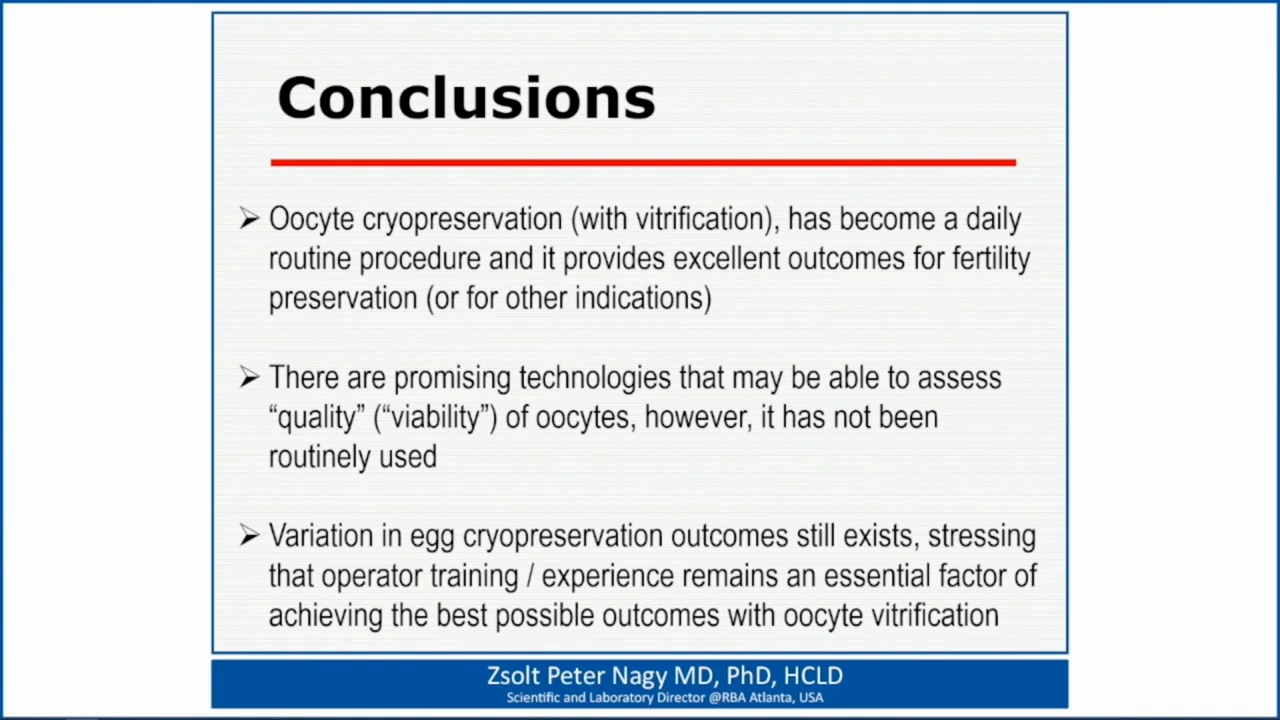 Conclusions
➢ Oocyte cryopreservation (with vitrification), has become a daily
routine procedure and it provides excellent outcomes for fertility
preservation (or for other indications)
➢ There are promising technologies that may be able to assess
“quality” (“viability”) of oocytes, however, it has not been
routinely used
➢ Variation in egg cryopreservation outcomes still exists, stressing
that operator training / experience remains an essential factor of
achieving the best possible outcomes with oocyte vitrification
Zsolt Peter Nagy MD, PhD, HCLD
Scientific and Laboratory Director @RBA Atlanta, USA